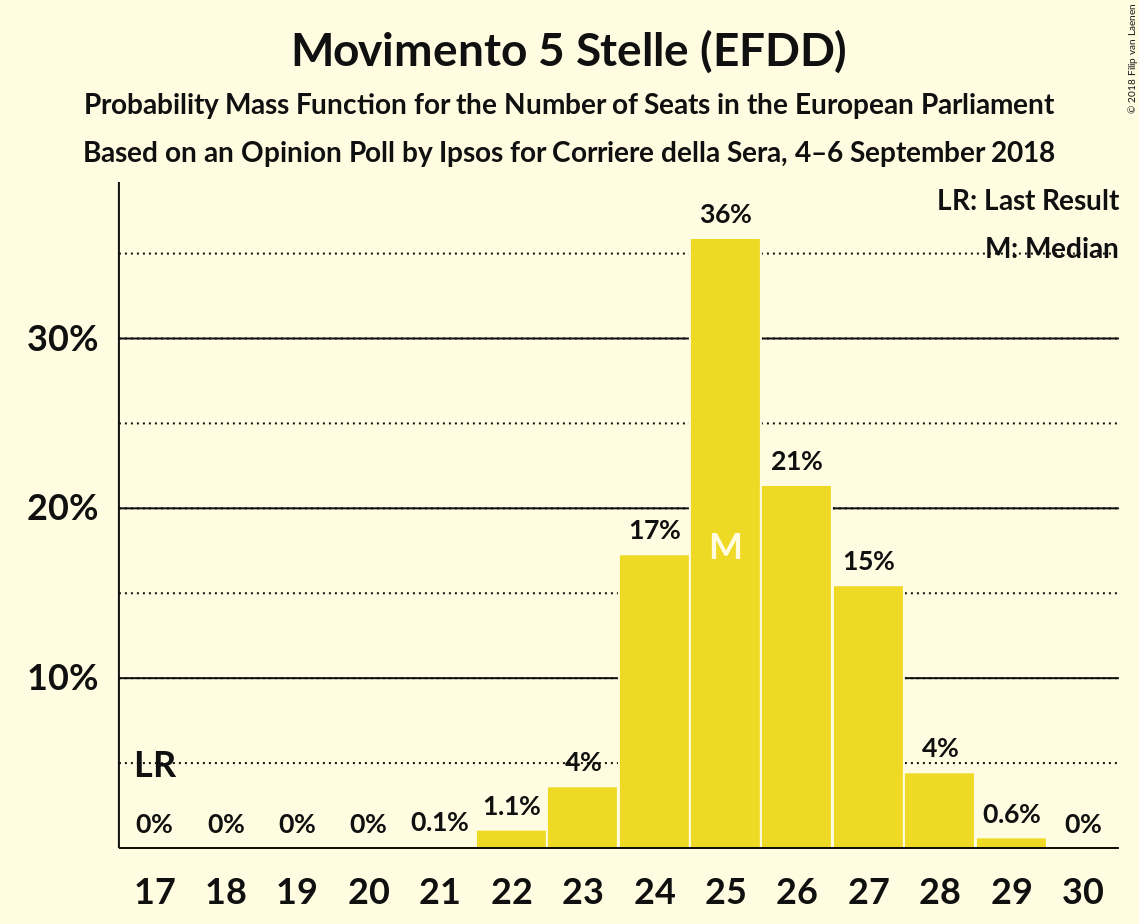 Movimento 5 Stelle (EFDD)
Probability Mass Function for the Number of Seats in the European Parliament
Based on an Opinion Poll by Ipsos for Corriere della Sera, 4–6 September 2018
© 2018 Filip van Laenen
LR: Last Result
M: Median
36%
30%
21%
20%
17%
M
15%
10%
LR
4%
4%
1.1%
0.6%
0% 0% 0% 0% 0.1% 0%
17 18 19 20 21 22 23 24 25 26 27 28 29 30